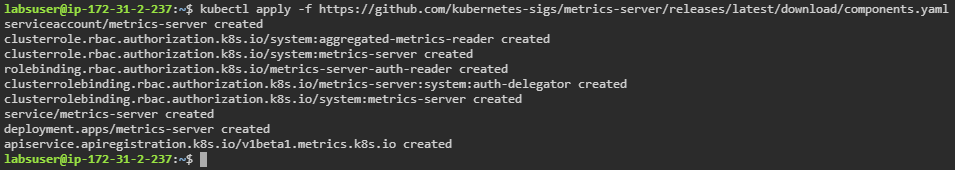 labsuser@ip-172-31-2-237:~$ kubectl apply -f https://github.com/kubernetes-sigs/metrics-server/releases/latest/download/components.yaml
serviceaccount/metrics-server created
clusterrole.rbac.authorization.k8s.io/system:aggregated-metrics-reader created
clusterrole.rbac.authorization.k8s.io/system:metrics-server created
rolebinding.rbac.authorization.k8s.io/metrics-server-auth-reader created
clusterrolebinding.rbac.authorization.k8s.io/metrics-server:system:auth-delegator created
clusterrolebinding.rbac.authorization.k8s.io/system:metrics-server created
service/metrics-server created
deployment.apps/metrics-server created
apiservice.apiregistration.k8s.io/v1beta1.metrics.k8s.io created
labsuser@ip-172-31-2-237:~$